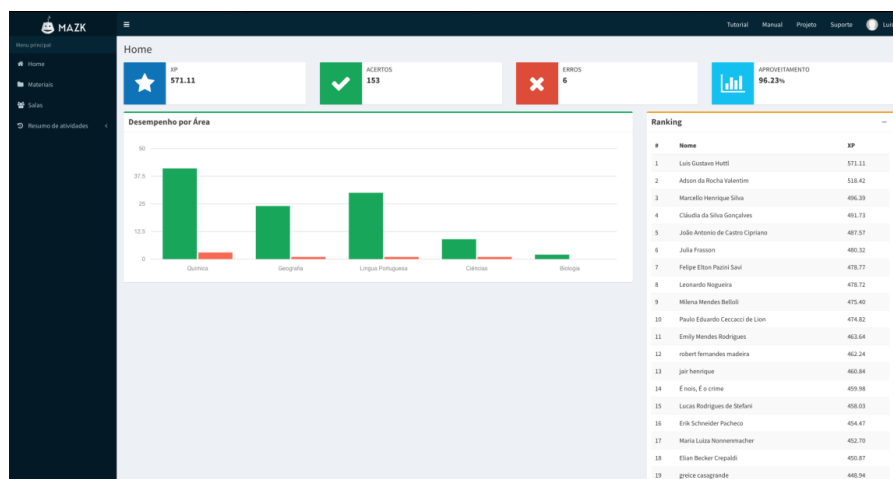 MAZK
Tutorial Manual Projeto Suporte Luis
Menu principal
Home
Materiais
Salas
Resumo de atividades
Home
XP
571.11
ACERTOS
153
ERROS
6
APROVEITAMENTO
96.23%
Desempenho por Área
50
37.5
25
12.5
0
Química Geografia Língua Portuguesa Ciências Biologia
Ranking
# Nome XP
1 Luis Gustavo Huttl 571.11
2 Adson da Rocha Valentim 518.42
3 Marcello Henrique Silva 496.39
4 Cláudia da Silva Gonçalves 491.73
5 João Antonio de Castro Cipriano 487.57
6 Julia Frasson 480.32
7 Felipe Elton Pazini Savi 478.77
8 Leonardo Nogueira 478.72
9 Milena Mendes Belloli 475.40
10 Paulo Eduardo Ceccacci de Lion 474.82
11 Emily Mendes Rodrigues 463.64
12 robert fernandes madeira 462.24
13 jair henrique 460.84
14 É nois, É o crime 459.98
15 Lucas Rodrigues de Stefani 458.03
16 Erik Schneider Pacheco 454.47
17 Maria Luiza Nonnenmacher 452.70
18 Elian Becker Crepaldi 450.87
19 greice casagrande 448.94